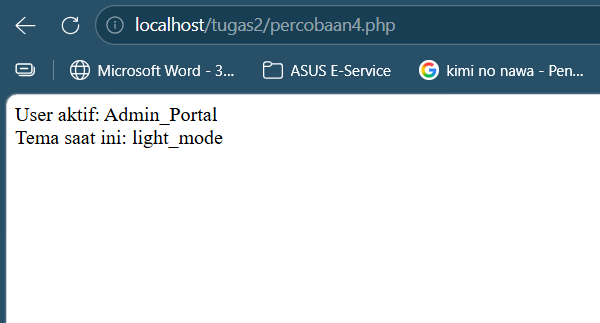 localhost/tugas2/percobaan4.php
Microsoft Word - 3... ASUS E-Service kimi no nawa - Pen...
User aktif: Admin_Portal
Tema saat ini: light_mode